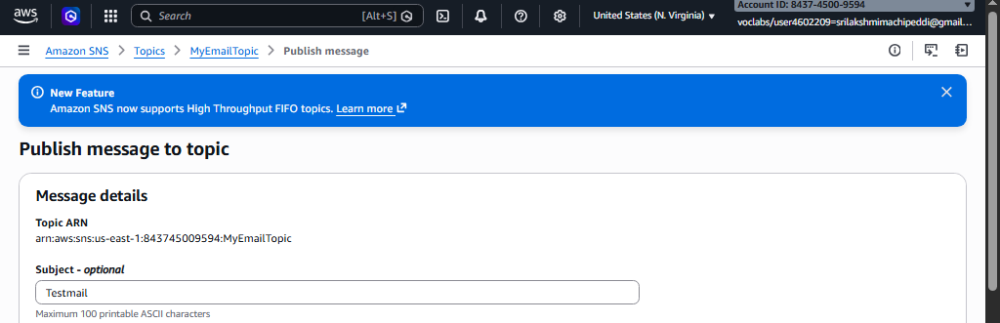 aws
Search
[Alt+S]
United States (N. Virginia)
Account ID: 8437-4500-9594
voclabs/user4602209=srilakshmimachipeddi@gmail...
Amazon SNS > Topics > MyEmailTopic > Publish message
New Feature
Amazon SNS now supports High Throughput FIFO topics. Learn more
Publish message to topic
Message details
Topic ARN
arn:aws:sns:us-east-1:843745009594:MyEmailTopic
Subject - optional
Testmail
Maximum 100 printable ASCII characters